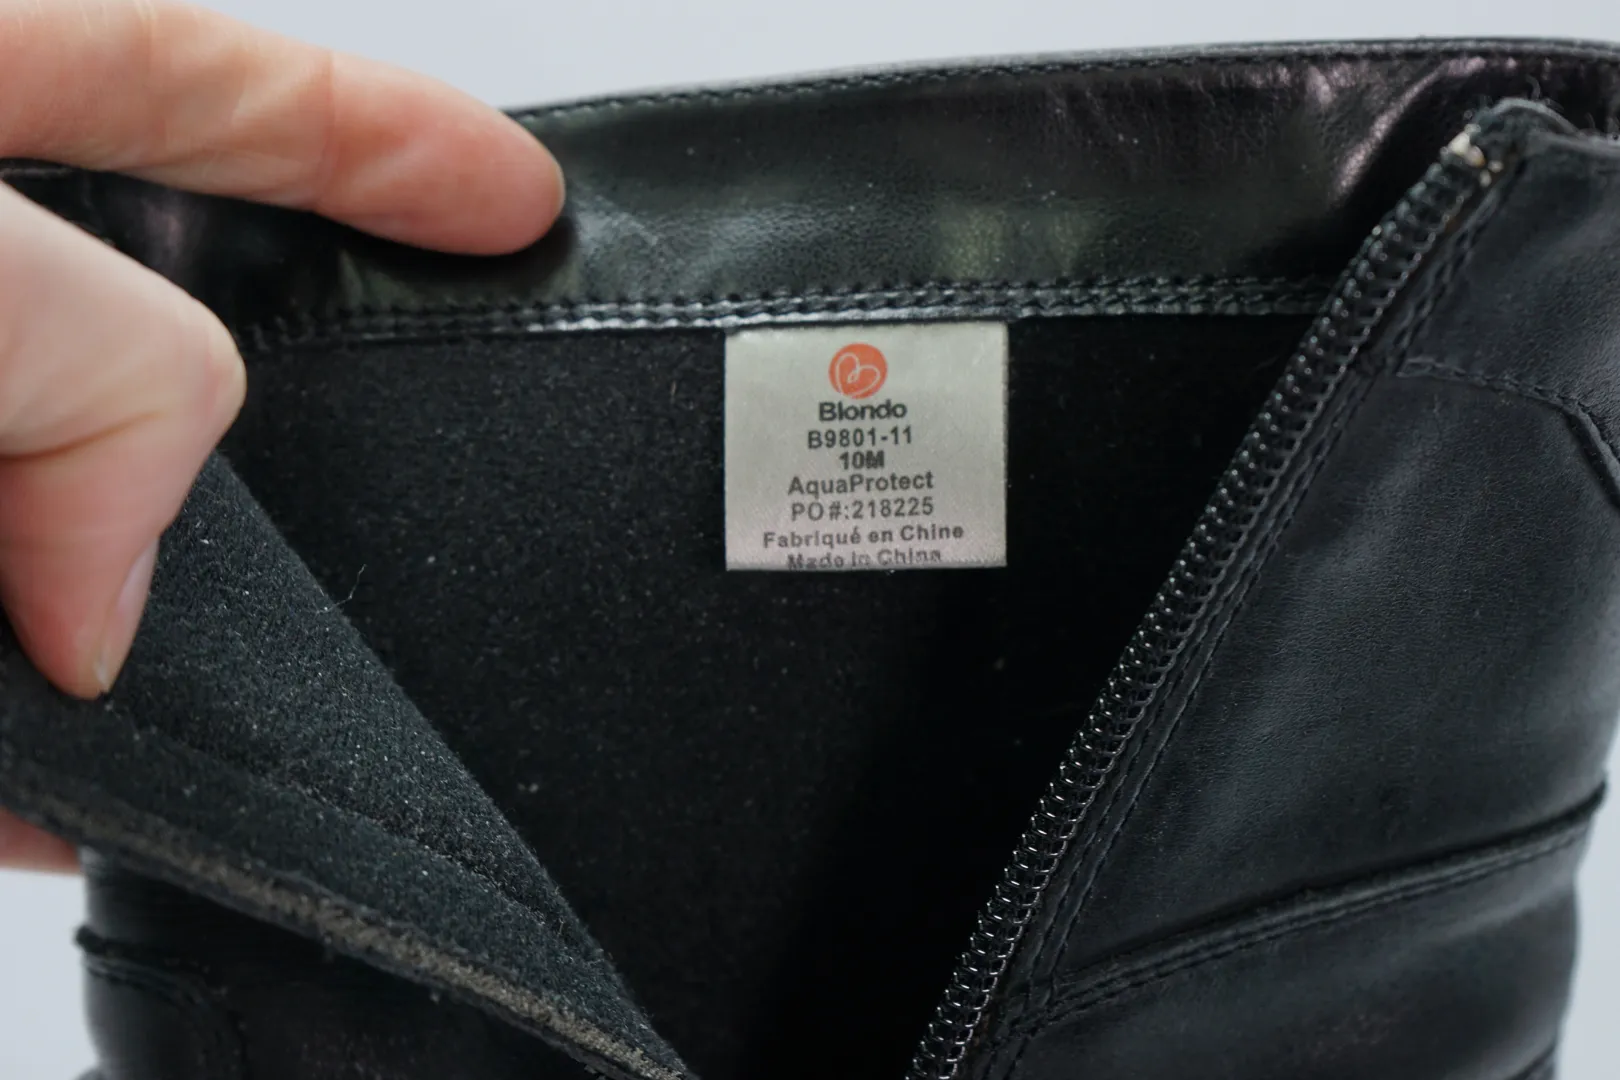 Blondo
B9801-11
10M
AquaProtect
PO#:218225
Fabriqué en Chine
Made in China